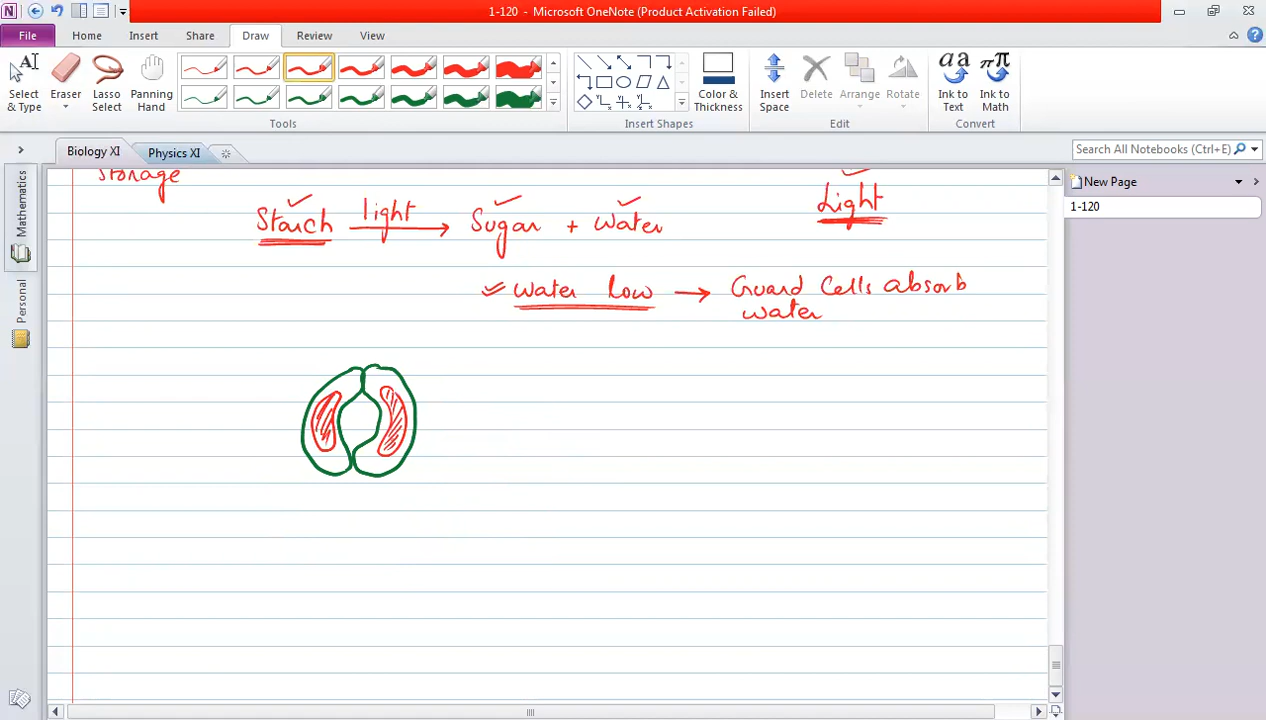 1-120 - Microsoft OneNote (Product Activation Failed)
File Home Insert Share Draw Review View
Select & Type
Eraser
Lasso Select
Panning Hand
Color & Thickness
Insert Space
Delete
Arrange
Rotate
Ink to Text
Ink to Math
Tools
Insert Shapes
Edit
Convert
Biology XI
Physics XI
Search All Notebooks (Ctrl+E)
New Page
1-120
Mathematics
Personal
Storage
Starch light → Sugar + Water
Light
Water low → Guard Cells absorb
water